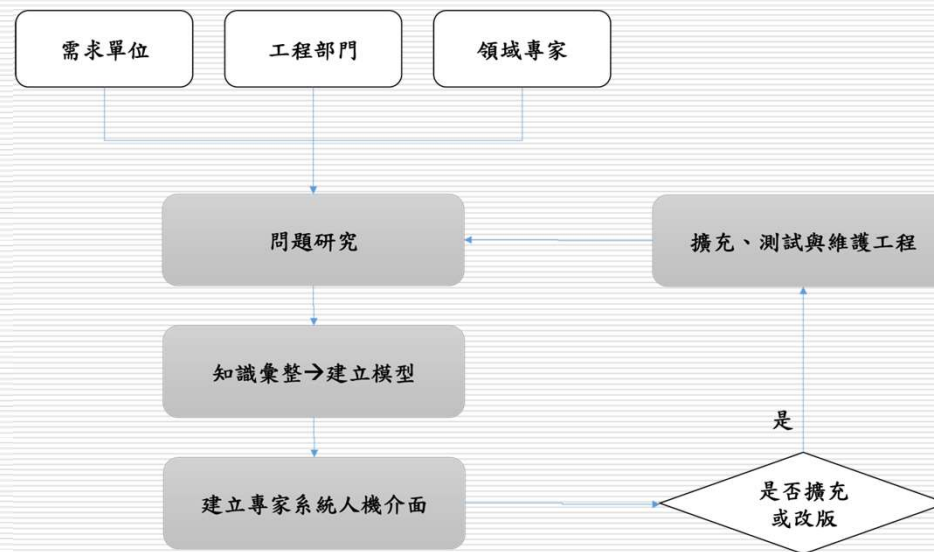 需求單位
工程部門
領域專家
問題研究
擴充、測試與維護工程
知識彙整→建立模型
是
建立專家系統人機介面
是否擴充
或改版